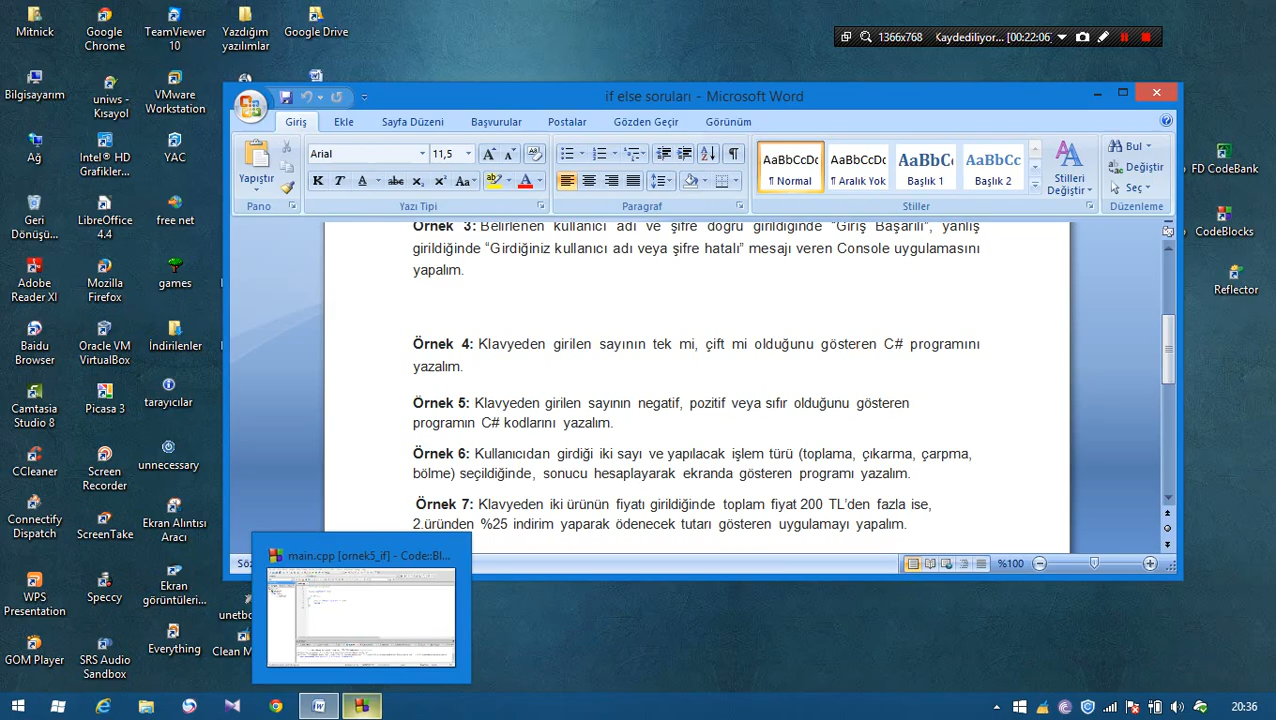 Mitnick
Google Chrome
TeamViewer 10
Yazdığım yazılımlar
Google Drive
1366x768
Kaydediliyor... [00:22:06]
Bilgisayarım
uniws - Kısayol
VMware Workstation
if else soruları - Microsoft Word
Giriş
Ekle
Sayfa Düzeni
Başvurular
Postalar
Gözden Geçir
Görünüm
Ağ
Intel® HD Grafikler...
YAC
Yapıştır
Arial
11,5
AaBbCcDc
¶ Normal
AaBbCcDc
¶ Aralık Yok
AaBbC
Başlık 1
AaBbCc
Başlık 2
Stilleri Değiştir
Bul
Değiştir
Seç
Pano
Yazı Tipi
Paragraf
Stiller
Düzenleme
FD CodeBank
CodeBlocks
Reflector
Geri Dönüşü...
LibreOffice 4.4
free net
Adobe Reader XI
Mozilla Firefox
games
Baidu Browser
Oracle VM VirtualBox
İndirilenler
Camtasia Studio 8
Picasa 3
tarayıcılar
CCleaner
Screen Recorder
unnecessary
Connectify Dispatch
ScreenTake
Ekran Alıntısı Aracı
WPS Presentation
Speccy
Ekran görüntüleri...
unetbo
GOM
XS Audio Sandbox
Clean M
Örnek 3: Belirlenen kullanıcı adı ve şifre doğru girildiğinde “Giriş Başarılı”, yanlış
girildiğinde “Girdiğiniz kullanıcı adı veya şifre hatalı” mesajı veren Console uygulamasını
yapalım.
Örnek 4: Klavyeden girilen sayının tek mi, çift mi olduğunu gösteren C# programını
yazalım.
Örnek 5: Klavyeden girilen sayının negatif, pozitif veya sıfır olduğunu gösteren
programın C# kodlarını yazalım.
Örnek 6: Kullanıcıdan girdiği iki sayı ve yapılacak işlem türü (toplama, çıkarma, çarpma,
bölme) seçildiğinde, sonucu hesaplayarak ekranda gösteren programı yazalım.
Örnek 7: Klavyeden iki ürünün fiyatı girildiğinde toplam fiyat 200 TL’den fazla ise,
2.üründen %25 indirim yaparak ödenecek tutarı gösteren uygulamayı yapalım.
main.cpp [ornek5_if] - Code::Bl...
%100
20:36